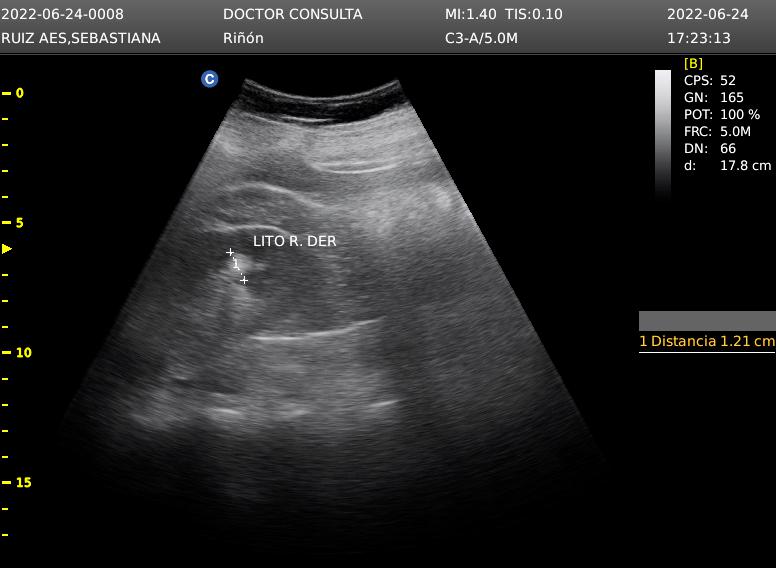 2022-06-24-0008 DOCTOR CONSULTA MI:1.40 TIS:0.10 2022-06-24
RUIZ AES,SEBASTIANA Riñón C3-A/5.0M 17:23:13
C
[B]
CPS: 52
GN: 165
POT: 100 %
FRC: 5.0M
DN: 66
d: 17.8 cm
0
5
LITO R. DER
1
1 Distancia 1.21 cm
10
15